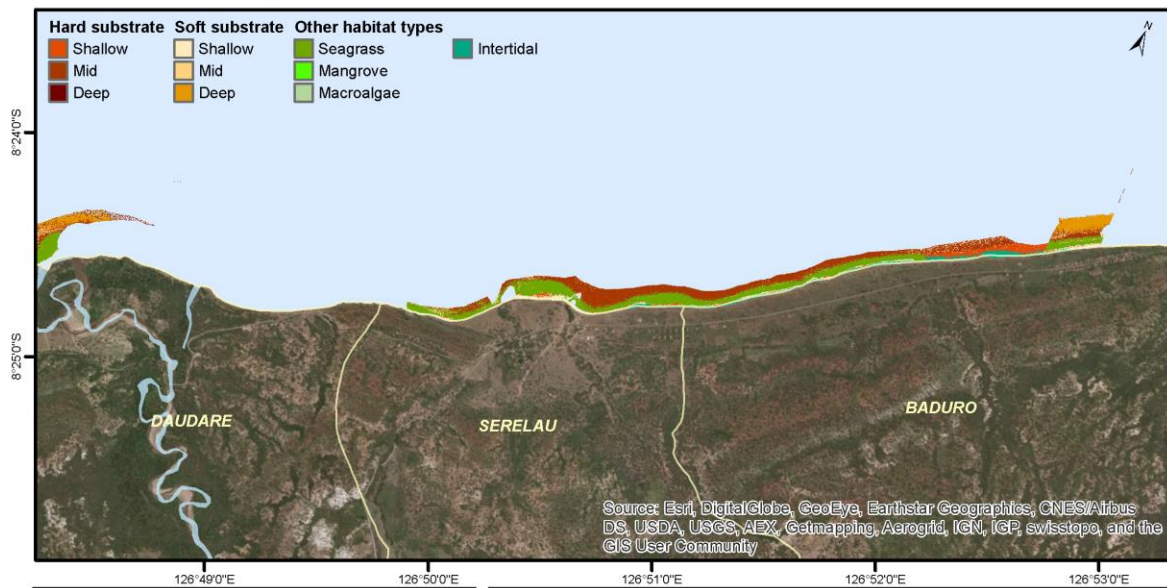 Hard substrate Soft substrate Other habitat types
Shallow Shallow Seagrass Intertidal
Mid Mid Mangrove
Deep Deep Macroalgae
N
8°24'0"S
8°25'0"S
DAUDARE
SERELAU
BADURO
Source: Esri, DigitalGlobe, GeoEye, Earthstar Geographics, CNES/Airbus
DS, USDA, USGS, AEX, Getmapping, Aerogrid, IGN, IGP, swisstopo, and the
GIS User Community
126°49'0"E 126°50'0"E 126°51'0"E 126°52'0"E 126°53'0"E